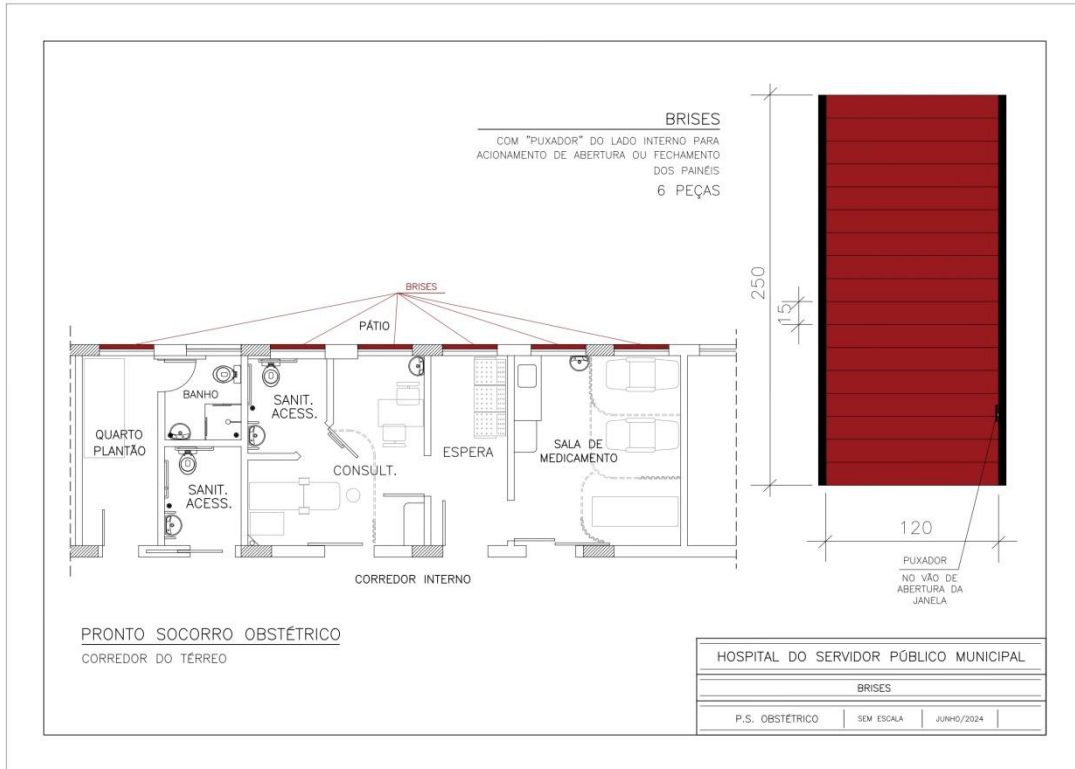 BRISES
COM "PUXADOR" DO LADO INTERNO PARA
ACIONAMENTO DE ABERTURA OU FECHAMENTO
DOS PAINÉIS
6 PEÇAS
250
15
120
PUXADOR
NO VÃO DE
ABERTURA DA
JANELA
BRISES
PÁTIO
BANHO
SANIT.
ACESS.
QUARTO
PLANTÃO
SANIT.
ACESS.
CONSULT.
ESPERA
SALA DE
MEDICAMENTO
CORREDOR INTERNO
PRONTO SOCORRO OBSTÉTRICO
CORREDOR DO TÉRREO
HOSPITAL DO SERVIDOR PÚBLICO MUNICIPAL
BRISES
P.S. OBSTÉTRICO
SEM ESCALA
JUNHO/2024